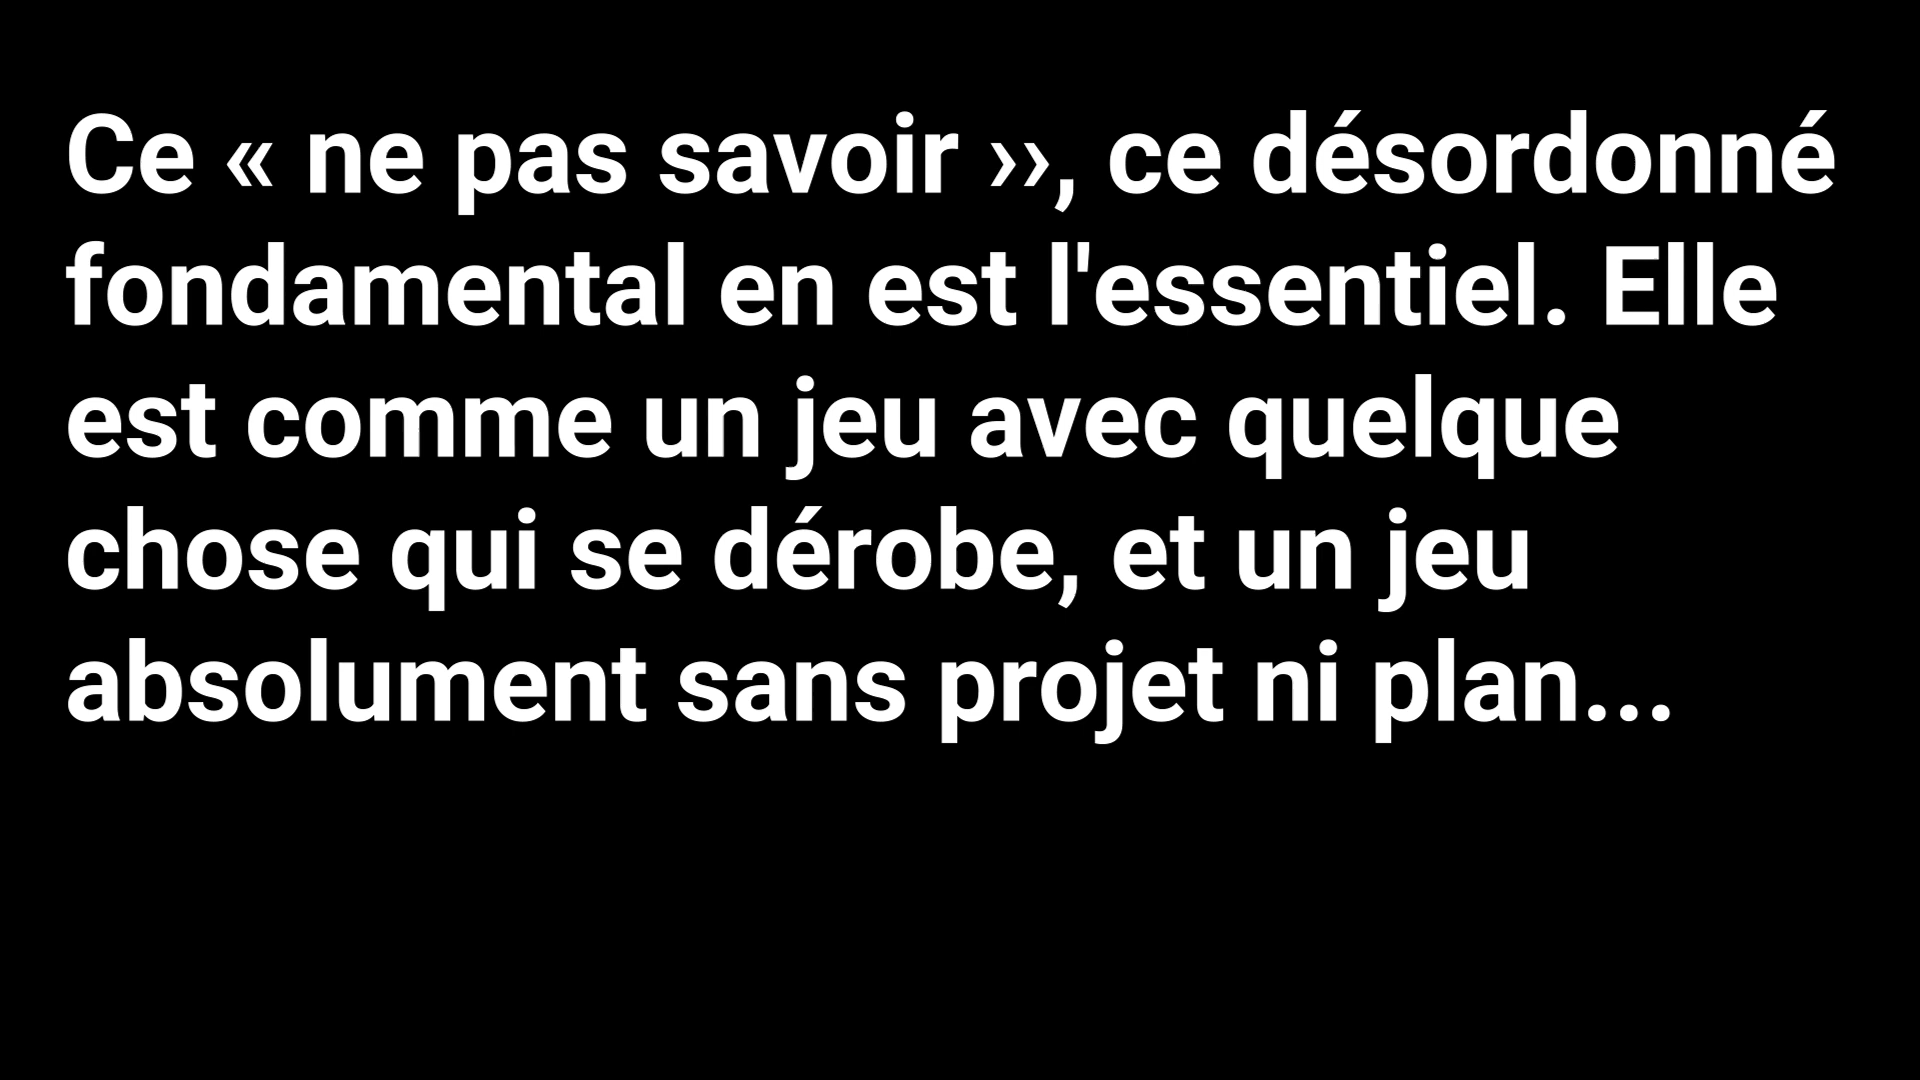 Ce « ne pas savoir ››, ce désordonné
fondamental en est l'essentiel. Elle
est comme un jeu avec quelque
chose qui se dérobe, et un jeu
absolument sans projet ni plan...